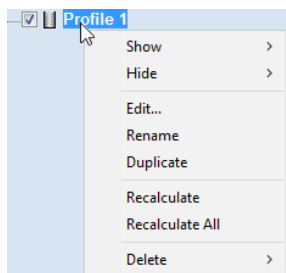 Profile 1
Show
Hide
Edit...
Rename
Duplicate
Recalculate
Recalculate All
Delete